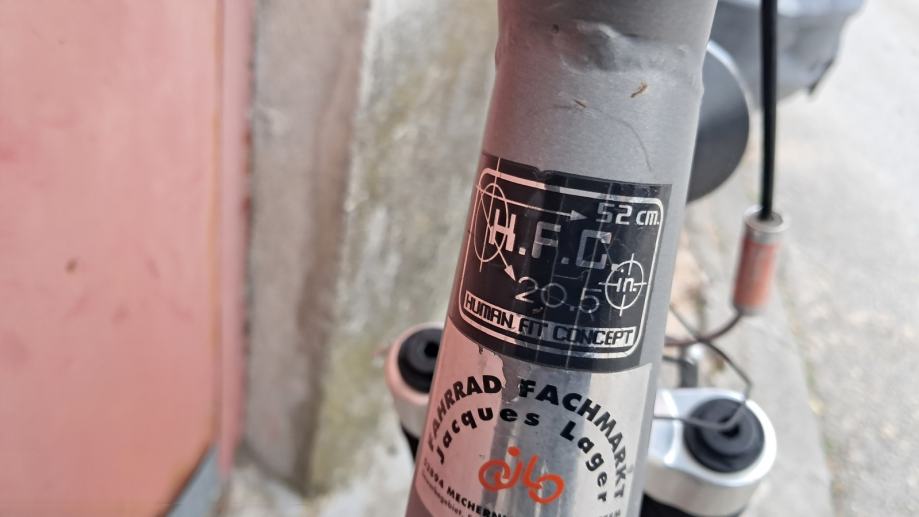 52 cm.
H.F.C.
20.5 in.
HUMAN FIT CONCEPT
FAHRRAD FACHMARKT
Jacques Lager